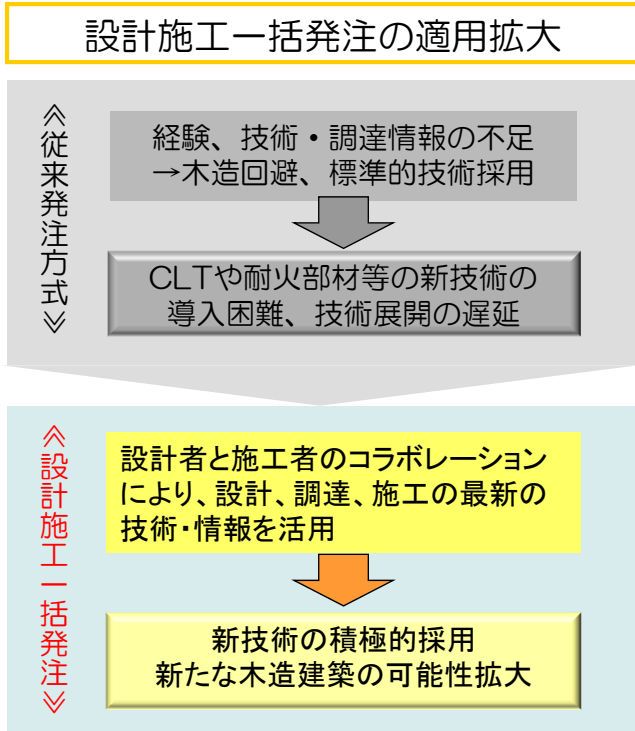 設計施工一括発注の適用拡大
≪従来発注方式≫
経験、技術・調達情報の不足
→木造回避、標準的技術採用
CLTや耐火部材等の新技術の
導入困難、技術展開の遅延
≪設計施工一括発注≫
設計者と施工者のコラボレーション
により、設計、調達、施工の最新の
技術・情報を活用
新技術の積極的採用
新たな木造建築の可能性拡大